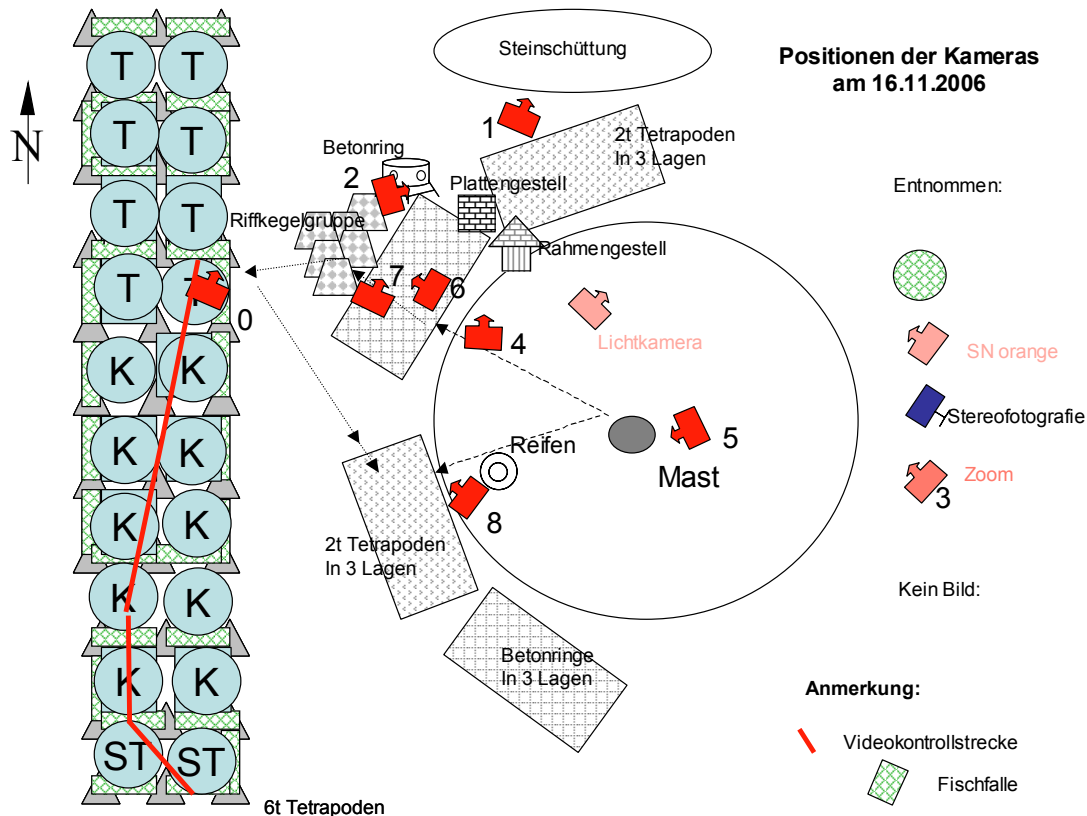 Positionen der Kameras
am 16.11.2006
N
Steinschüttung
1
2t Tetrapoden
In 3 Lagen
Betonring
2
Plattengestell
Riffkegelgruppe
Rahmengestell
7
6
4
Lichtkamera
0
5
Mast
Reifen
8
2t Tetrapoden
In 3 Lagen
Betonringe
In 3 Lagen
T T
T T
T T
T T
K K
K K
K K
K K
K K
ST ST
6t Tetrapoden
Entnommen:
SN orange
Stereofotografie
Zoom
3
Kein Bild:
Anmerkung:
Videokontrollstrecke
Fischfalle